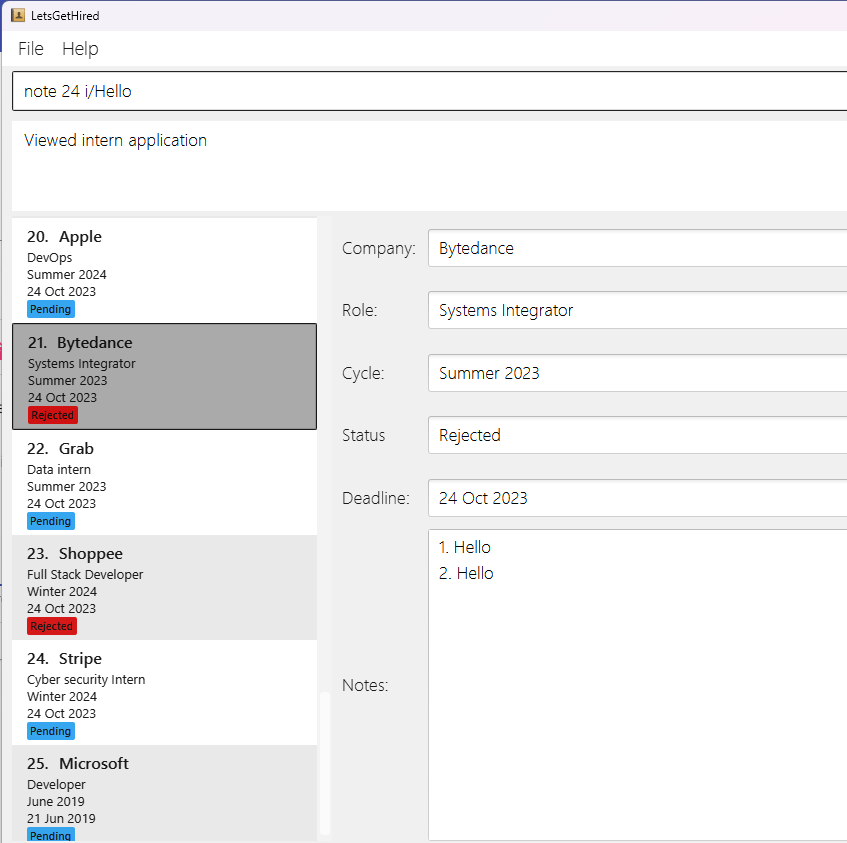 LetsGetHired
File Help
note 24 i/Hello
Viewed intern application
20. Apple
DevOps
Summer 2024
24 Oct 2023
Pending
21. Bytedance
Systems Integrator
Summer 2023
24 Oct 2023
Rejected
22. Grab
Data intern
Summer 2023
24 Oct 2023
Pending
23. Shoppee
Full Stack Developer
Winter 2024
24 Oct 2023
Rejected
24. Stripe
Cyber security Intern
Winter 2024
24 Oct 2023
Pending
25. Microsoft
Developer
June 2019
21 Jun 2019
Pending
Company: Bytedance
Role: Systems Integrator
Cycle: Summer 2023
Status Rejected
Deadline: 24 Oct 2023
Notes:
1. Hello
2. Hello